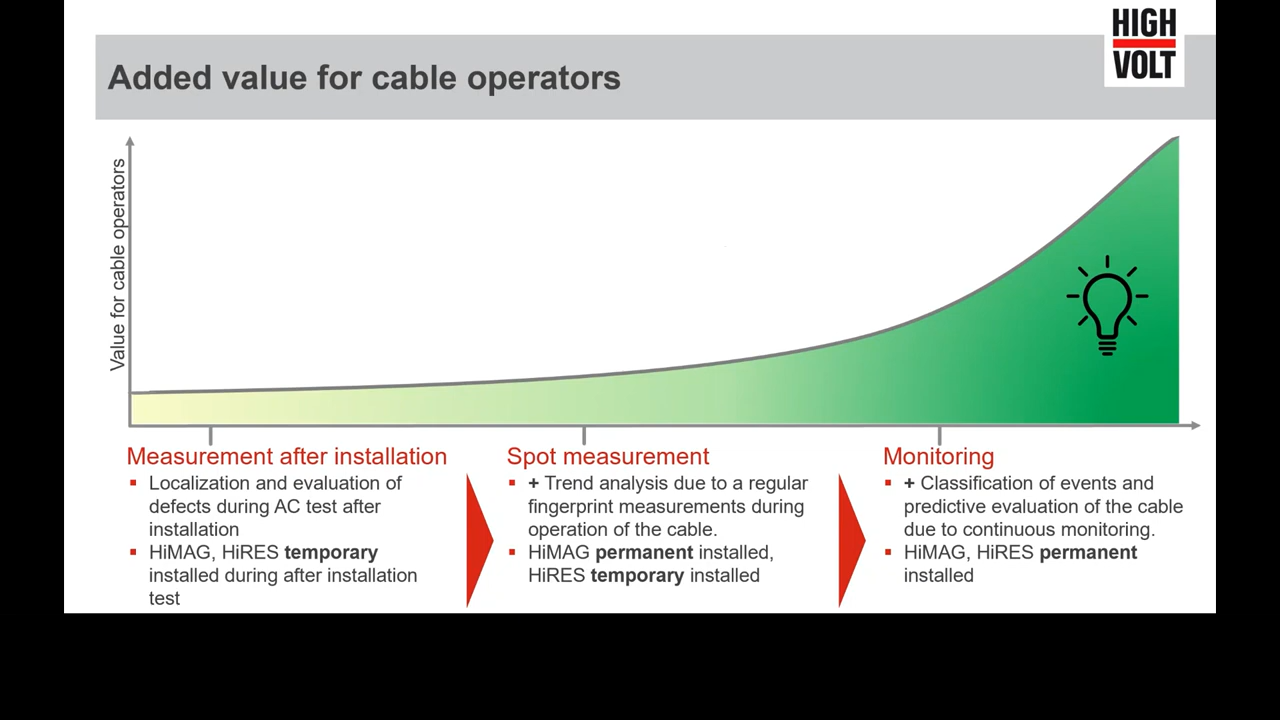 HIGH
VOLT
Added value for cable operators
Value for cable operators
Measurement after installation
▪ Localization and evaluation of
defects during AC test after
installation
▪ HiMAG, HiRES temporary
installed during after installation
test
Spot measurement
▪ + Trend analysis due to a regular
fingerprint measurements during
operation of the cable.
▪ HiMAG permanent installed,
HiRES temporary installed
Monitoring
▪ + Classification of events and
predictive evaluation of the cable
due to continuous monitoring.
▪ HiMAG, HiRES permanent
installed